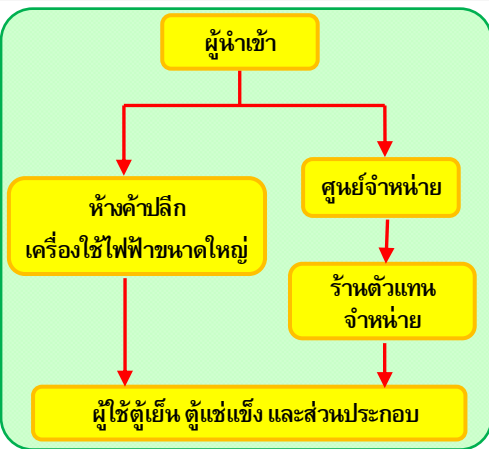 ผู้นำเข้า
ห้างค้าปลีก
เครื่องใช้ไฟฟ้าขนาดใหญ่
ศูนย์จำหน่าย
ร้านตัวแทน
จำหน่าย
ผู้ใช้ตู้เย็น ตู้แช่แข็ง และส่วนประกอบ